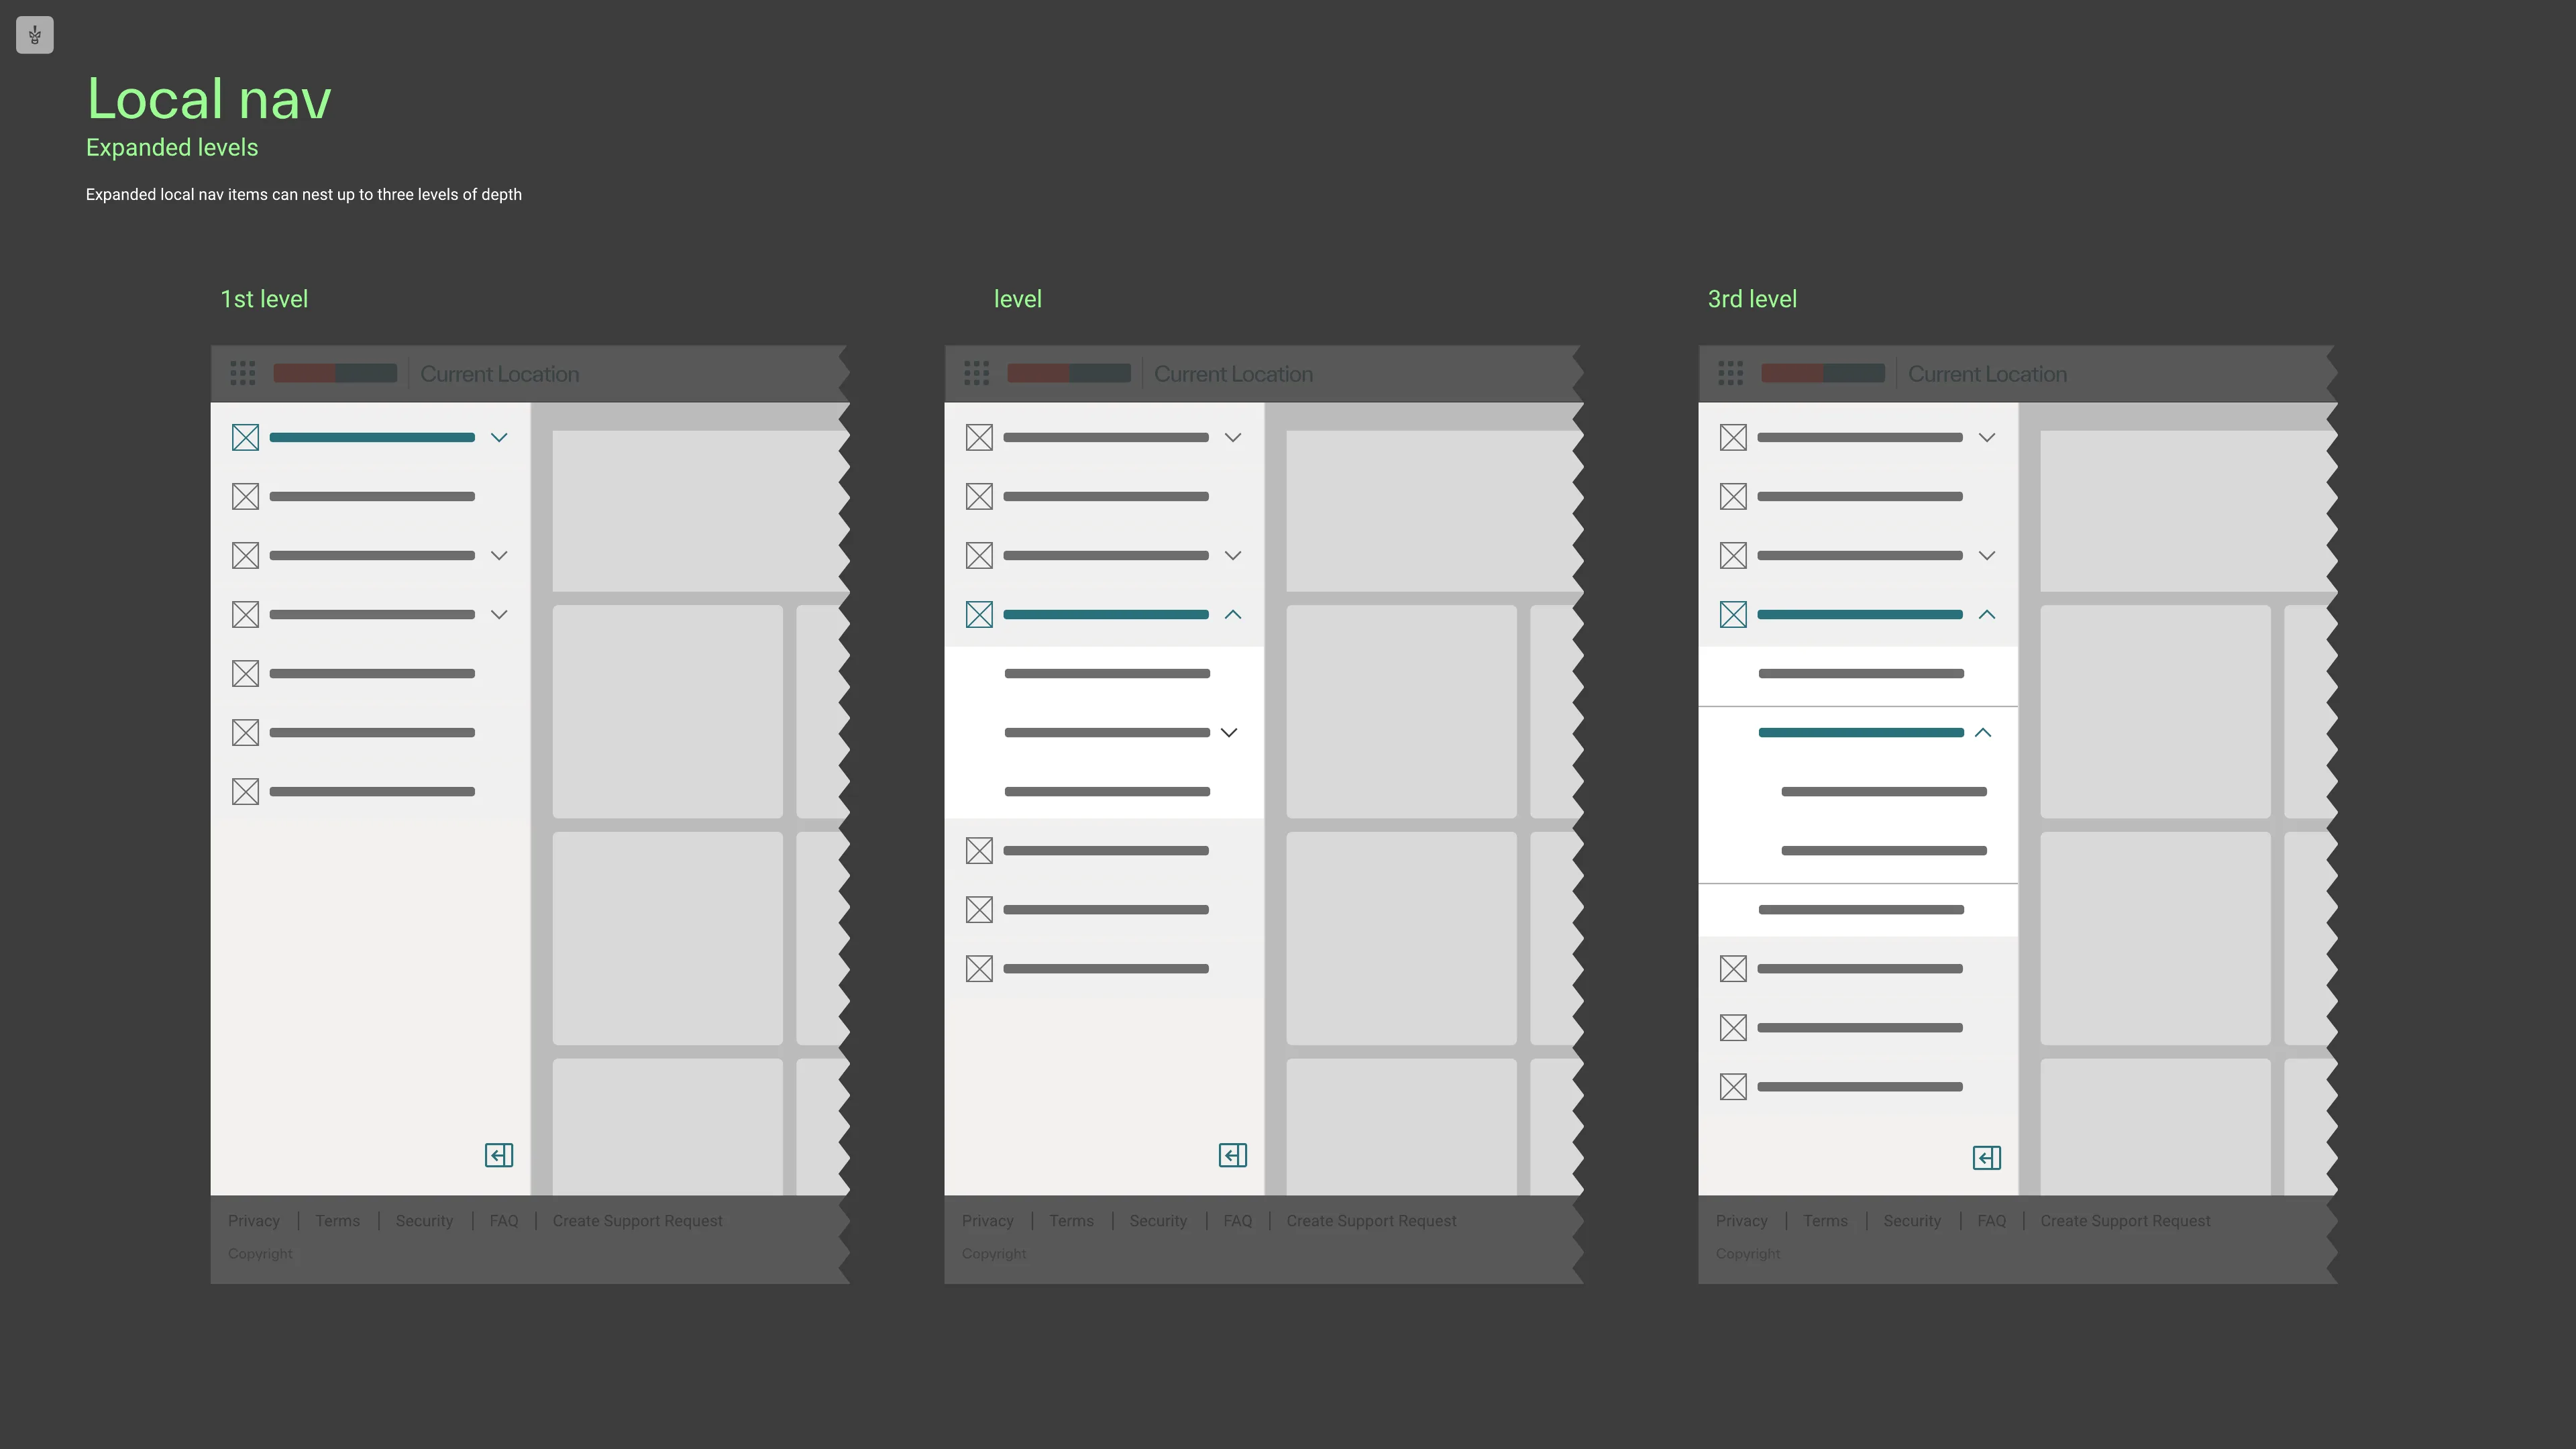 Local nav
Expanded levels
Expanded local nav items can nest up to three levels of depth
1st level
level
3rd level
Current Location
Current Location
Current Location
Privacy | Terms | Security | FAQ | Create Support Request
Copyright
Privacy | Terms | Security | FAQ | Create Support Request
Copyright
Privacy | Terms | Security | FAQ | Create Support Request
Copyright